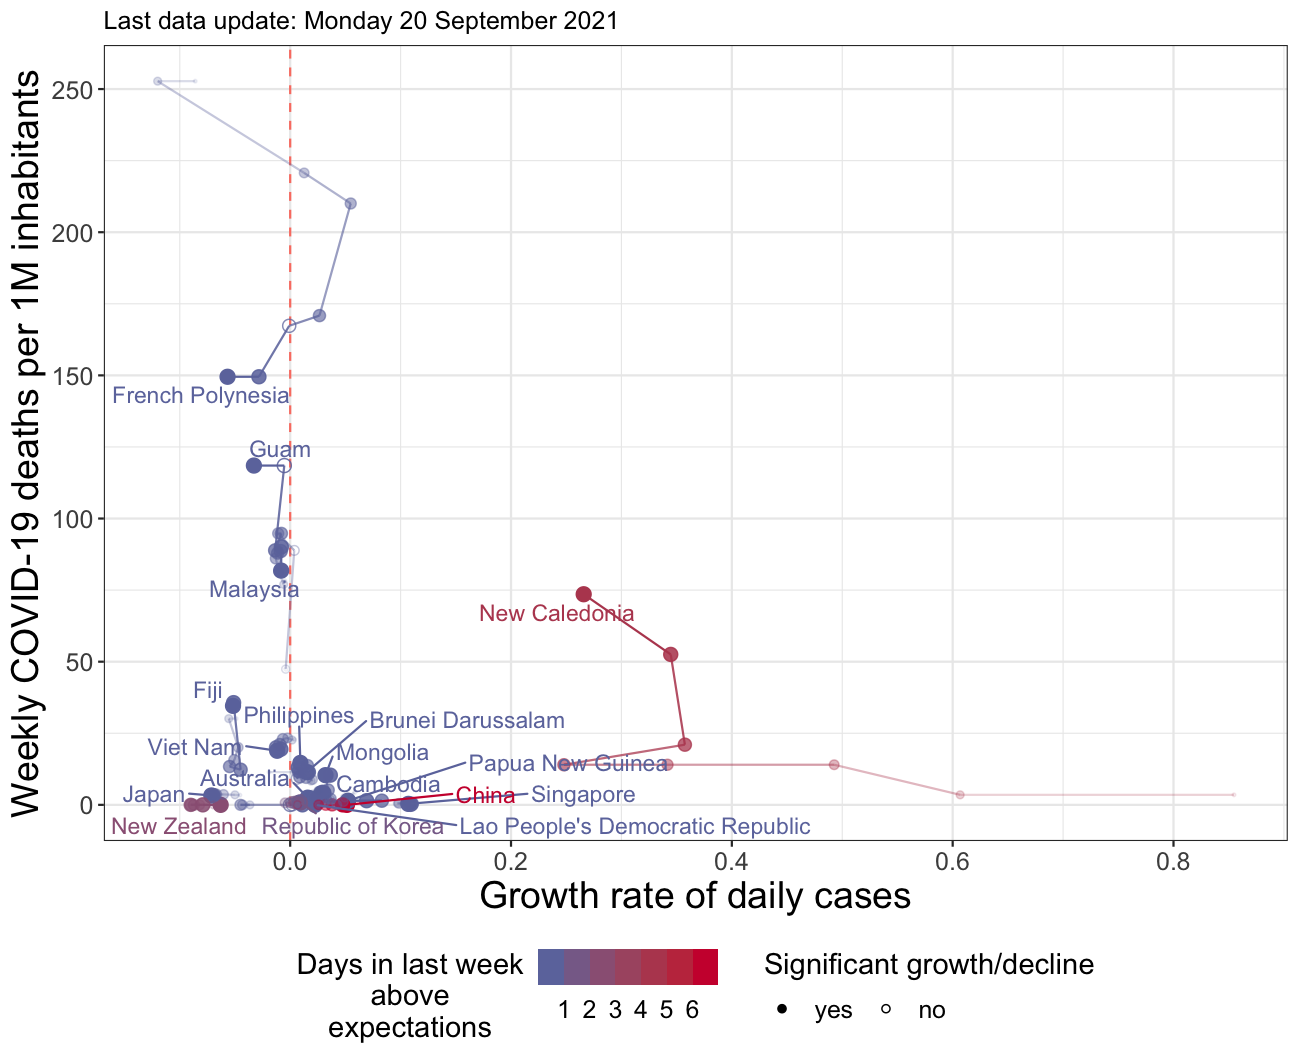 Last data update: Monday 20 September 2021
Weekly COVID-19 deaths per 1M inhabitants
250
200
150
100
50
0
French Polynesia
Guam
Malaysia
New Caledonia
Fiji
Philippines
Brunei Darussalam
Viet Nam
Mongolia
Papua New Guinea
Australia
Cambodia
Japan
China
Singapore
New Zealand
Republic of Korea
Lao People's Democratic Republic
0.0 0.2 0.4 0.6 0.8
Growth rate of daily cases
Days in last week
above
expectations
1 2 3 4 5 6
Significant growth/decline
yes no